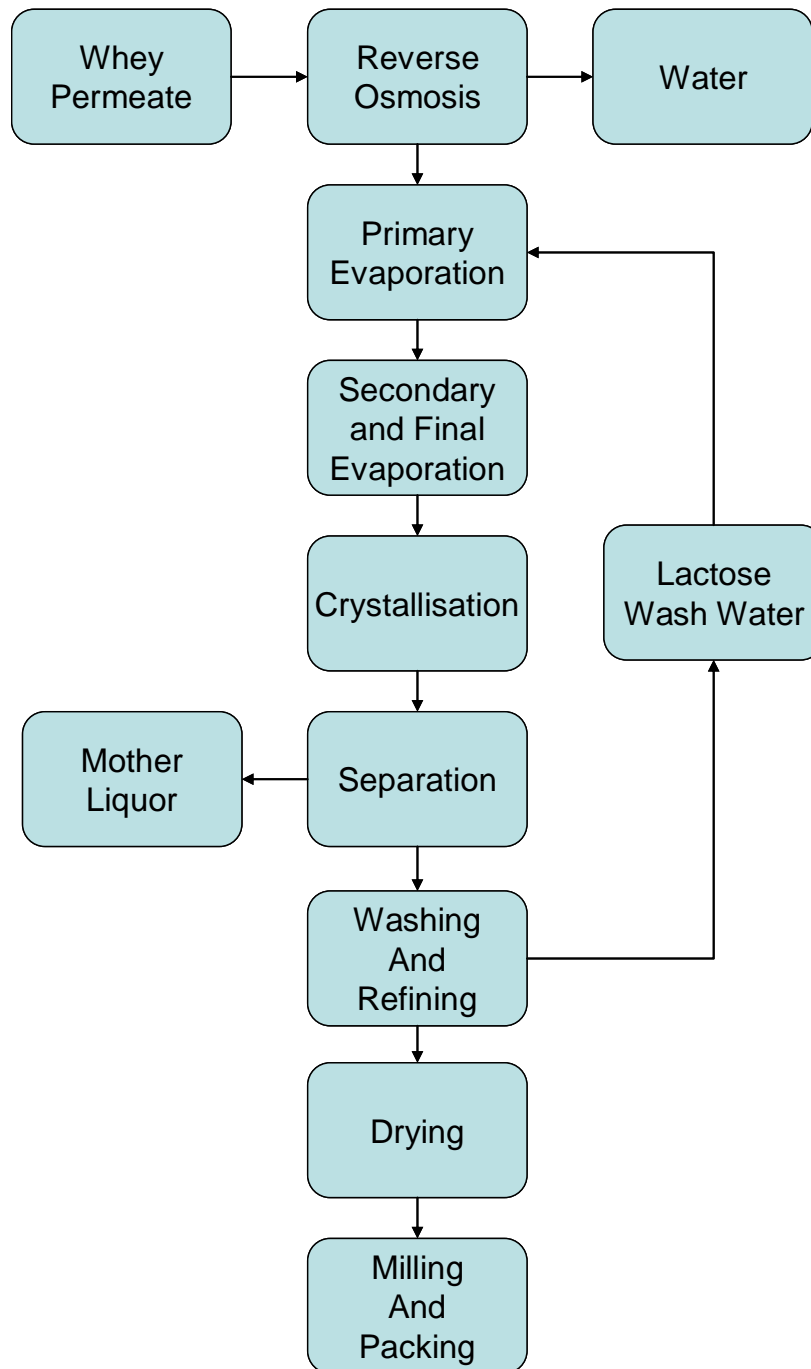 Whey
Permeate
Reverse
Osmosis
Water
Primary
Evaporation
Secondary
and Final
Evaporation
Crystallisation
Lactose
Wash Water
Mother
Liquor
Separation
Washing
And
Refining
Drying
Milling
And
Packing